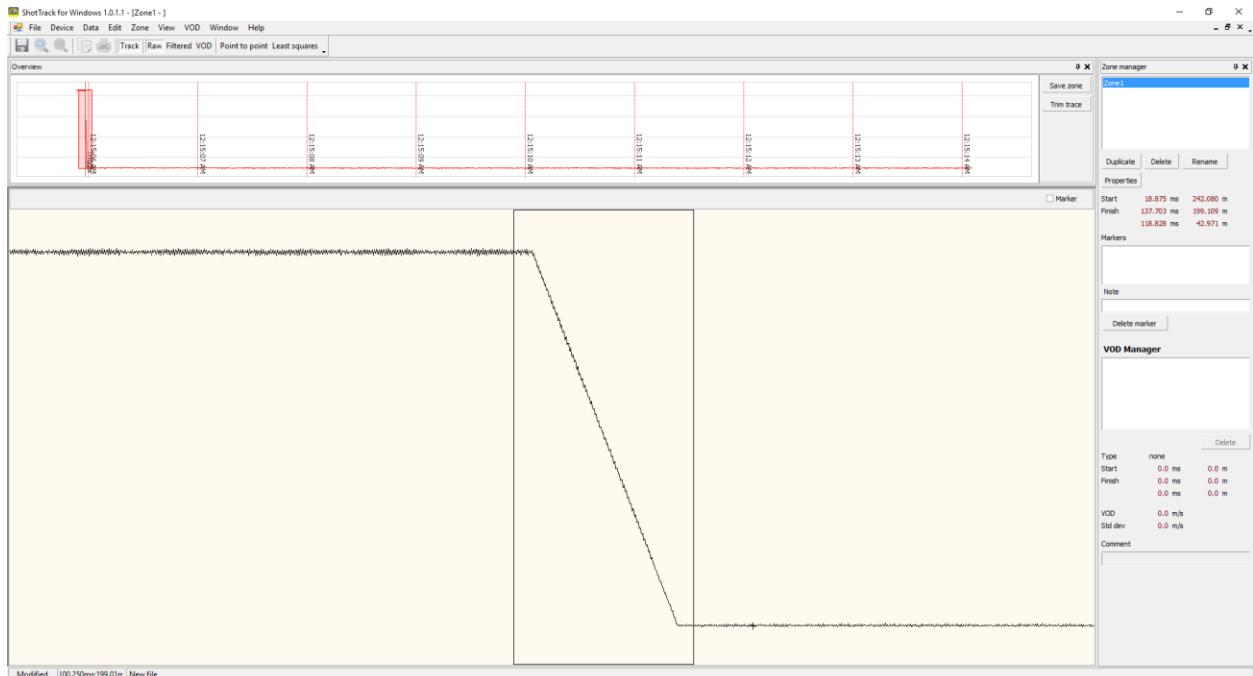 ShotTrack for Windows 1.0.1.1 - [Zone1 - ]
File Device Data Edit Zone View VOD Window Help
Track Raw Filtered VOD Point to point Least squares
Overview
Save zone
Trim trace
12:15:06 AM
12:15:07 AM
12:15:08 AM
12:15:09 AM
12:15:10 AM
12:15:11 AM
12:15:12 AM
12:15:13 AM
12:15:14 AM
Marker
Zone manager
Zone1
Duplicate Delete Rename
Properties
Start 18.875 ms 242.080 m
Finish 137.703 ms 199.109 m
118.828 ms 42.971 m
Markers
Note
Delete marker
VOD Manager
Delete
Type none
Start 0.0 ms 0.0 m
Finish 0.0 ms 0.0 m
0.0 ms 0.0 m
VOD 0.0 m/s
Std dev 0.0 m/s
Comment
Modified 100.250ms:199.01m New file